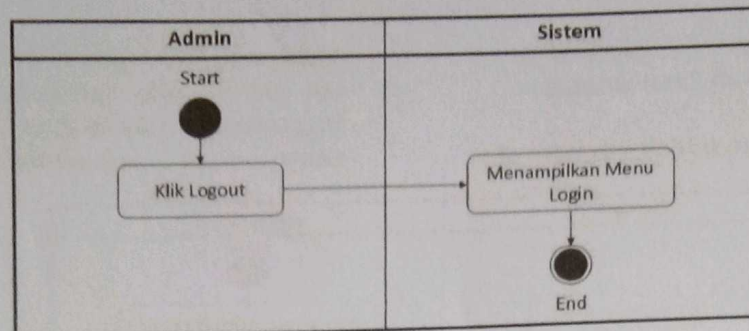 Admin
Sistem
Start
Klik Logout
Menampilkan Menu
Login
End